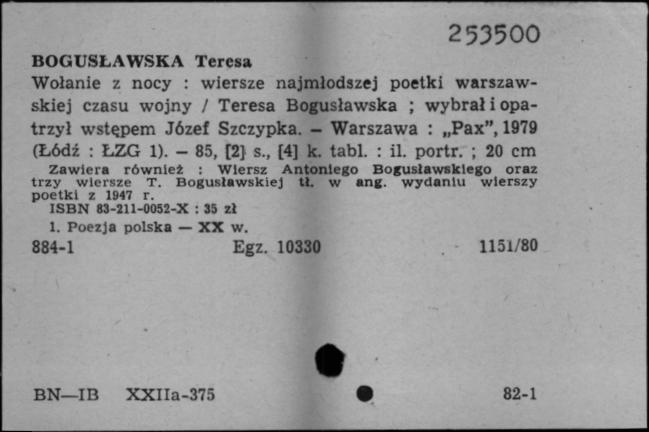 253500
BOGUSŁAWSKA Teresa
Wołanie z nocy : wiersze najmłodszej poetki warszaw-
skiej czasu wojny / Teresa Bogusławska ; wybrał i opa-
trzył wstępem Józef Szczypka. — Warszawa : „Pax”, 1979
(Łódź : ŁZG 1). — 85, [2] s., [4] k. tabl. : il. portr. ; 20 cm
Zawiera również : Wiersz Antoniego Bogusławskiego oraz
trzy wiersze T. Bogusławskiej tł. w ang. wydaniu wierszy
poetki z 1947 r.
ISBN 83-211-0052-X : 35 zł
1. Poezja polska — XX w.
884-1 Egz. 10330 1151/80
BN—IB XXIIa-375 82-1